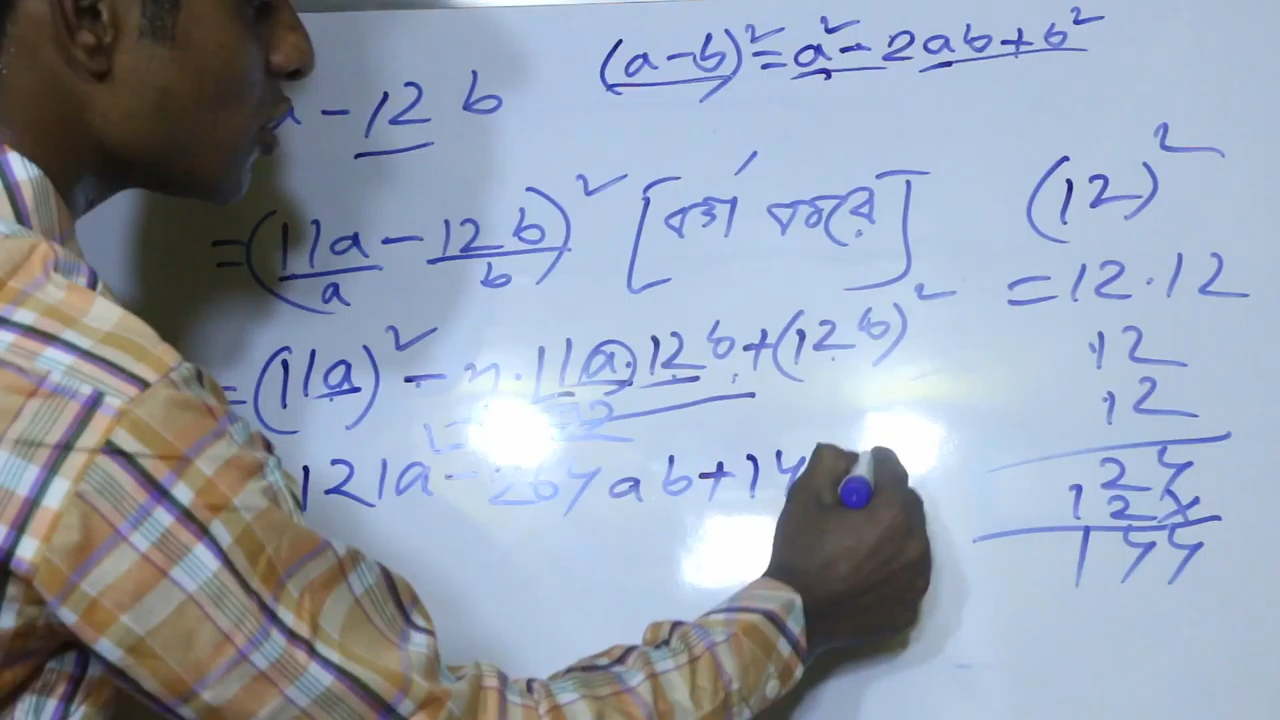 (a-b)² = a² - 2ab + b²
a - 12 b
= (11a - 12b)² [বর্গ করে]
a b
= (11a)² - 2·11a·12b + (12b)²
121a² - 264ab + 14
(12)²
= 12·12
12
12
24
12×
144